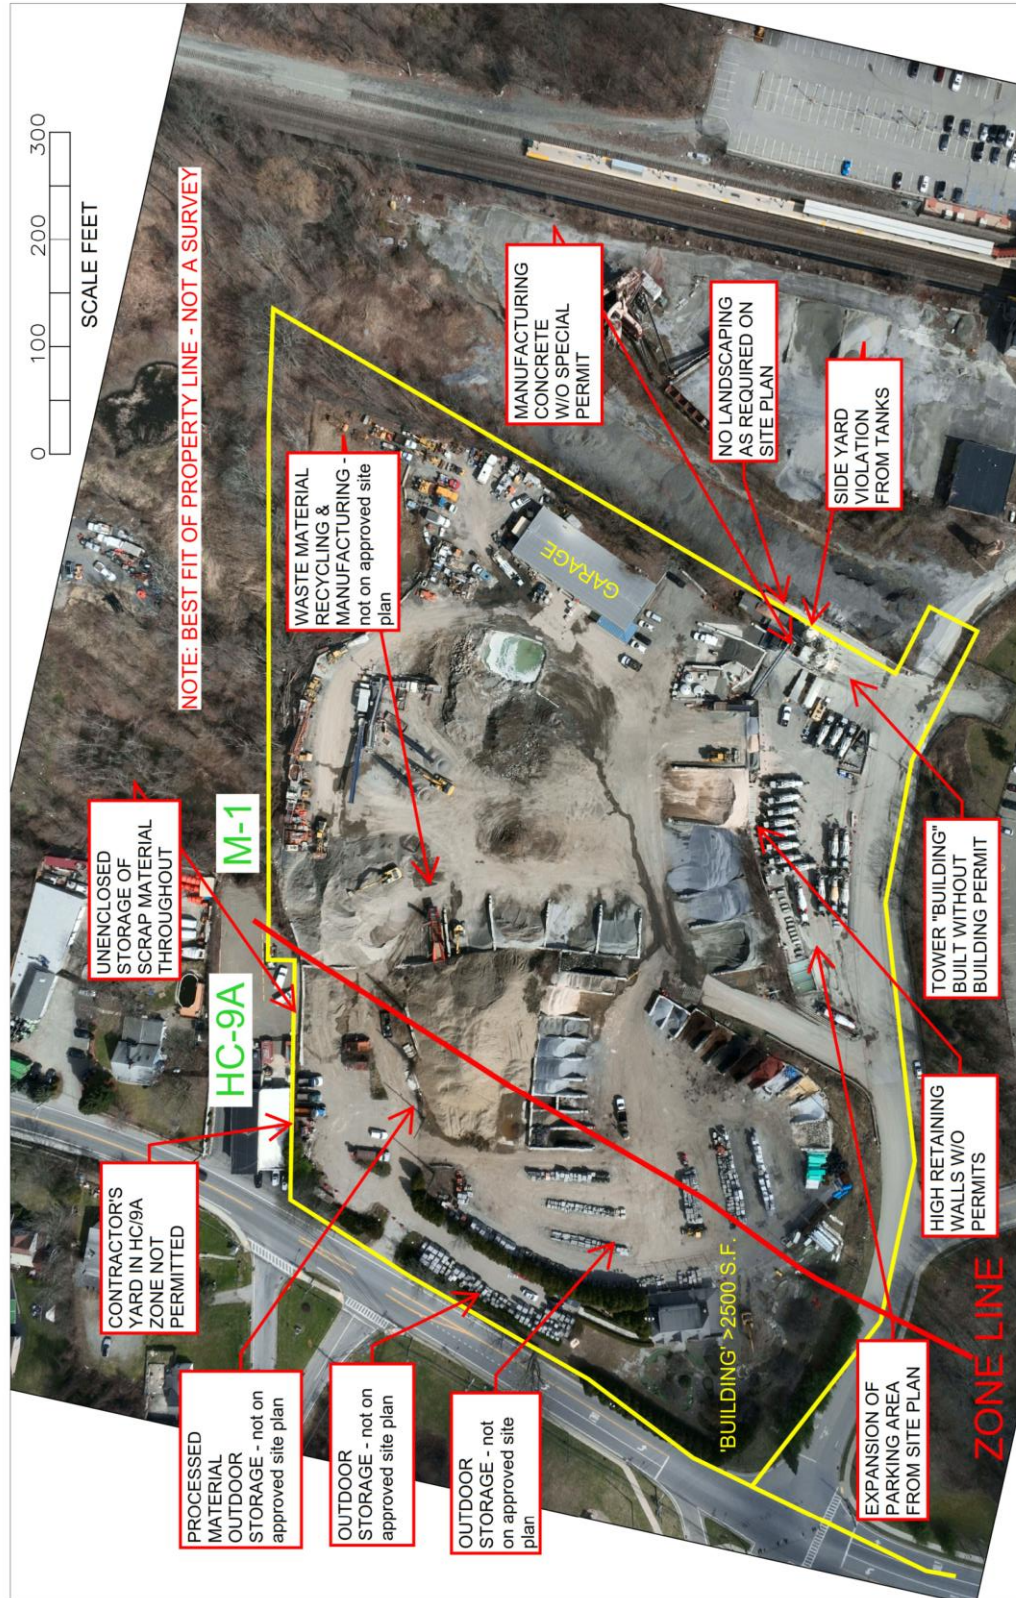 0 100 200 300
SCALE FEET
NOTE: BEST FIT OF PROPERTY LINE - NOT A SURVEY
CONTRACTOR'S
YARD IN HC/9A
ZONE NOT
PERMITTED
UNENCLOSED
STORAGE OF
SCRAP MATERIAL
THROUGHOUT
HC-9A
M-1
PROCESSED
MATERIAL
OUTDOOR
STORAGE - not on
approved site plan
OUTDOOR
STORAGE - not on
approved site plan
OUTDOOR
STORAGE - not
on approved site
plan
WASTE MATERIAL
RECYCLING &
MANUFACTURING -
not on approved site
plan
MANUFACTURING
CONCRETE
W/O SPECIAL
PERMIT
GARAGE
NO LANDSCAPING
AS REQUIRED ON
SITE PLAN
SIDE YARD
VIOLATION
FROM TANKS
'BUILDING' >2500 S.F.
EXPANSION OF
PARKING AREA
FROM SITE PLAN
HIGH RETAINING
WALLS W/O
PERMITS
TOWER "BUILDING"
BUILT WITHOUT
BUILDING PERMIT
ZONE LINE